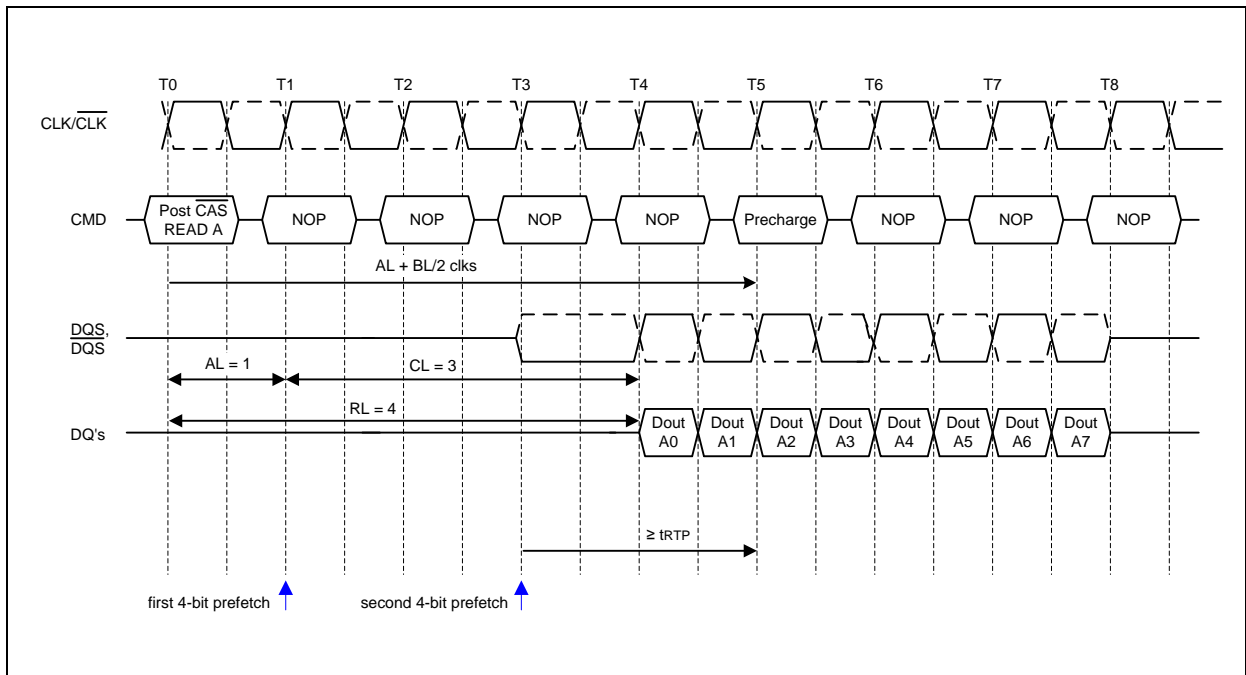 T0 T1 T2 T3 T4 T5 T6 T7 T8
CLK/CLK
CMD
Post CAS
READ A
NOP NOP NOP NOP Precharge NOP NOP NOP
AL + BL/2 clks
DQS,
DQS
AL = 1
CL = 3
RL = 4
DQ's
Dout Dout Dout Dout Dout Dout Dout Dout
A0 A1 A2 A3 A4 A5 A6 A7
≥ tRTP
first 4-bit prefetch
second 4-bit prefetch